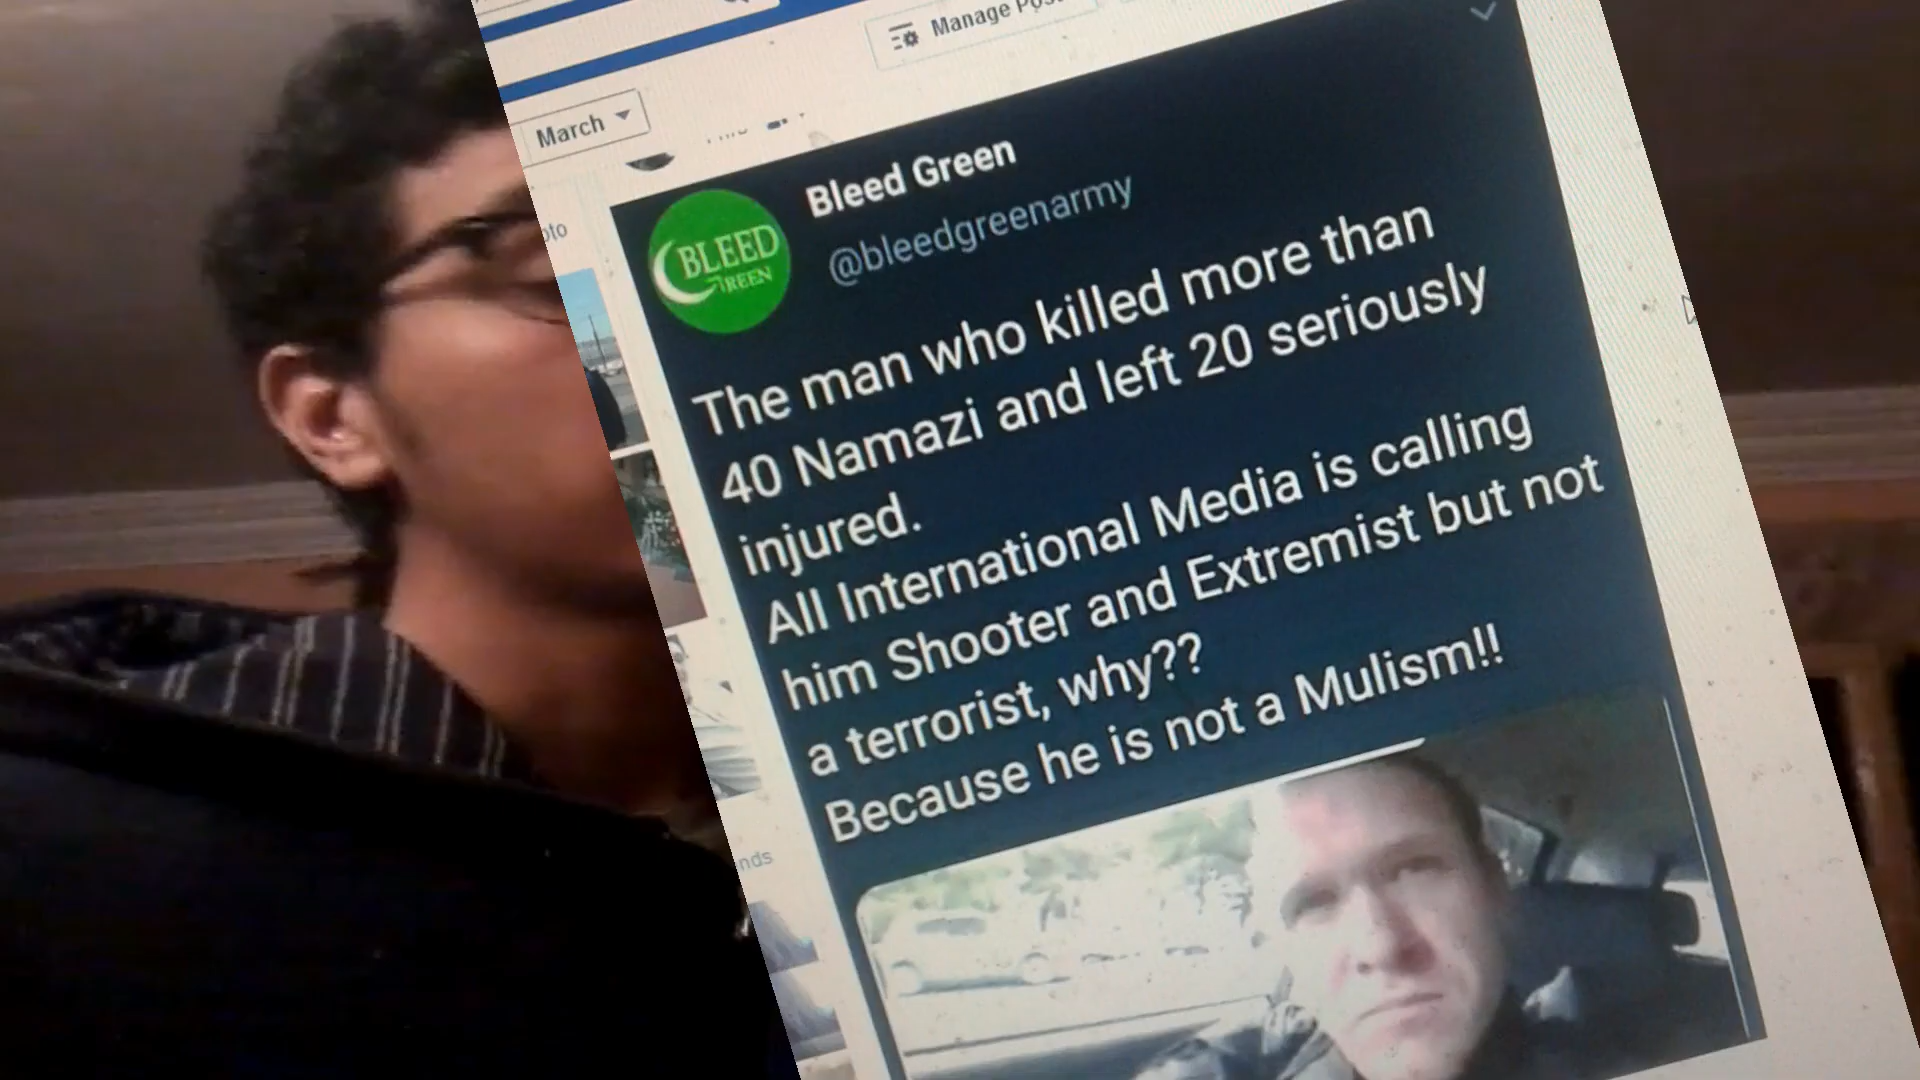 Manage
March
oto
Bleed Green
@bleedgreenarmy
BLEED
GREEN
The man who killed more than
40 Namazi and left 20 seriously
injured.
All International Media is calling
him Shooter and Extremist but not
a terrorist, why??
Because he is not a Mulism!!
nds